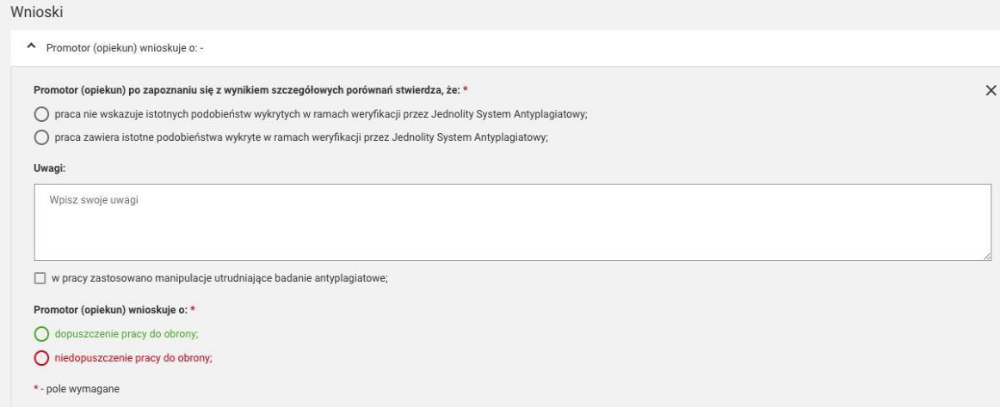 Wnioski
Promotor (opiekun) wnioskuje o: -
Promotor (opiekun) po zapoznaniu się z wynikiem szczegółowych porównań stwierdza, że: *
praca nie wskazuje istotnych podobieństw wykrytych w ramach weryfikacji przez Jednolity System Antyplagiatowy;
praca zawiera istotne podobieństwa wykryte w ramach weryfikacji przez Jednolity System Antyplagiatowy;
Uwagi:
Wpisz swoje uwagi
w pracy zastosowano manipulacje utrudniające badanie antyplagiatowe;
Promotor (opiekun) wnioskuje o: *
dopuszczenie pracy do obrony;
niedopuszczenie pracy do obrony;
* - pole wymagane